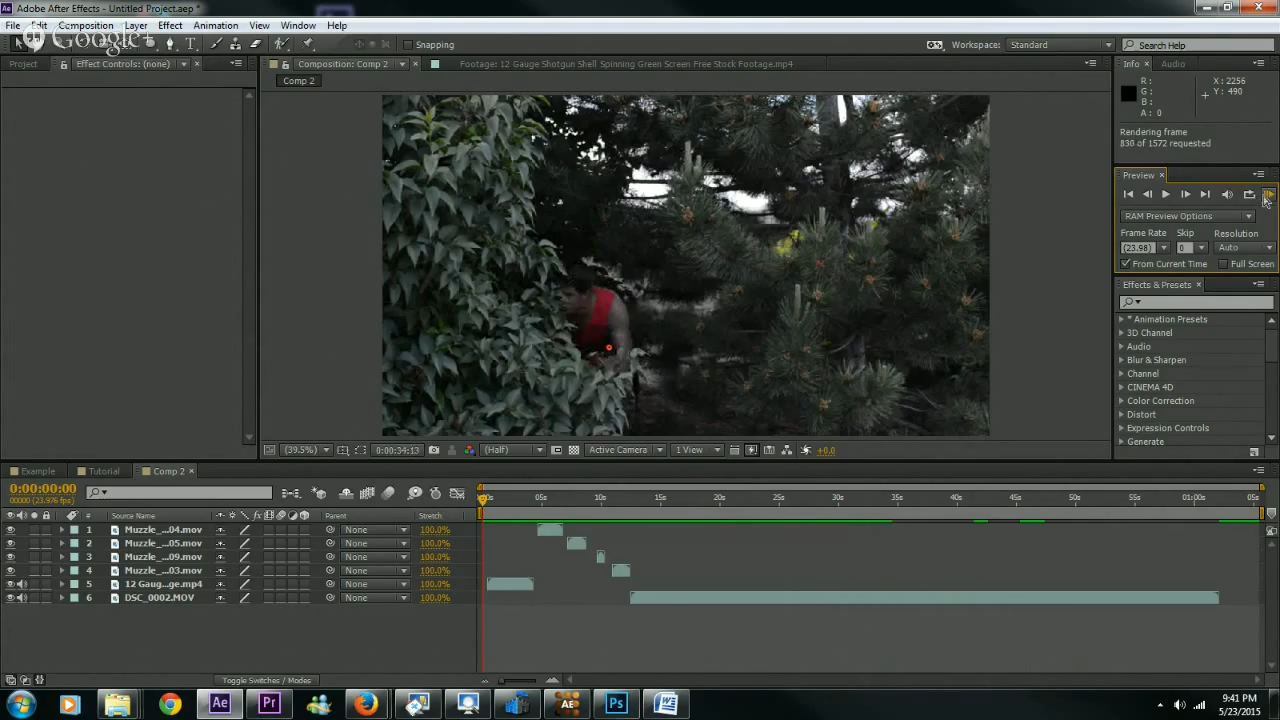 Adobe After Effects - Untitled Project.aep *
File Edit Composition Layer Effect Animation View Window Help
Google+
Snapping
Workspace: Standard
Search Help
Project
Effect Controls: (none)
Composition: Comp 2
Footage: 12 Gauge Shotgun Shell Spinning Green Screen Free Stock Footage.mp4
Comp 2
Info
Audio
R :
G :
B :
A : 0
X : 2256
Y : 490
Rendering frame
830 of 1572 requested
Preview
RAM Preview Options
Frame Rate Skip Resolution
(23.98) 0 Auto
From Current Time Full Screen
Effects & Presets
* Animation Presets
3D Channel
Audio
Blur & Sharpen
Channel
CINEMA 4D
Color Correction
Distort
Expression Controls
Generate
(39.5%) 0:00:34:13 (Half) Active Camera 1 View +0.0
Example Tutorial Comp 2
0:00:00:00
00000 (23.976 fps)
05s 10s 15s 20s 25s 30s 35s 40s 45s 50s 55s 01:00s 05s
# Source Name Parent Stretch
1 Muzzle_...04.mov None 100.0%
2 Muzzle_...05.mov None 100.0%
3 Muzzle_...09.mov None 100.0%
4 Muzzle_...03.mov None 100.0%
5 12 Gaug...ge.mp4 None 100.0%
6 DSC_0002.MOV None 100.0%
Toggle Switches / Modes
Ae Pr AE Ps W
9:41 PM
5/23/2015